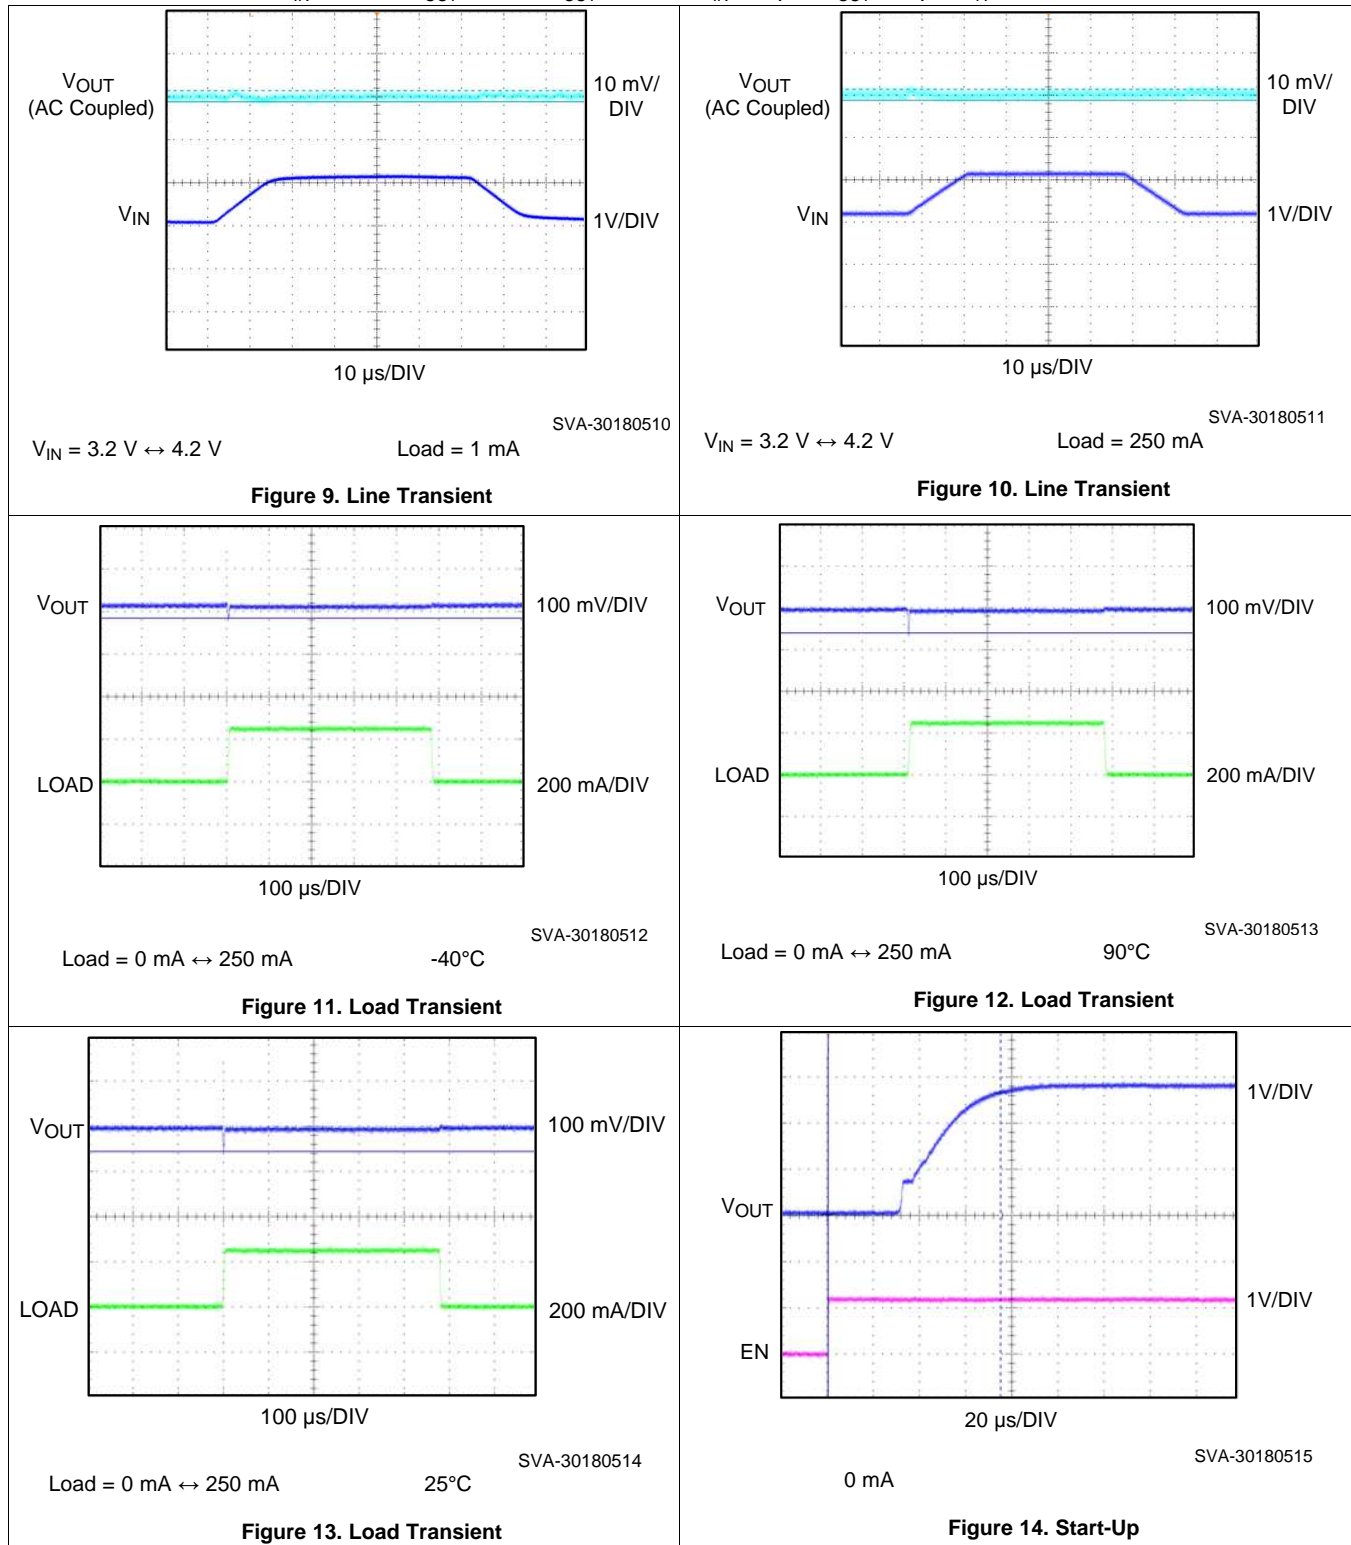 VOUT
(AC Coupled)
10 mV/
DIV
VIN
1V/DIV
10 µs/DIV
SVA-30180510
VIN = 3.2 V ↔ 4.2 V Load = 1 mA
Figure 9. Line Transient
VOUT
(AC Coupled)
10 mV/
DIV
VIN
1V/DIV
10 µs/DIV
SVA-30180511
VIN = 3.2 V ↔ 4.2 V Load = 250 mA
Figure 10. Line Transient
VOUT
100 mV/DIV
LOAD
200 mA/DIV
100 µs/DIV
SVA-30180512
Load = 0 mA ↔ 250 mA -40°C
Figure 11. Load Transient
VOUT
100 mV/DIV
LOAD
200 mA/DIV
100 µs/DIV
SVA-30180513
Load = 0 mA ↔ 250 mA 90°C
Figure 12. Load Transient
VOUT
100 mV/DIV
LOAD
200 mA/DIV
100 µs/DIV
SVA-30180514
Load = 0 mA ↔ 250 mA 25°C
Figure 13. Load Transient
1V/DIV
VOUT
1V/DIV
EN
20 µs/DIV
SVA-30180515
0 mA
Figure 14. Start-Up